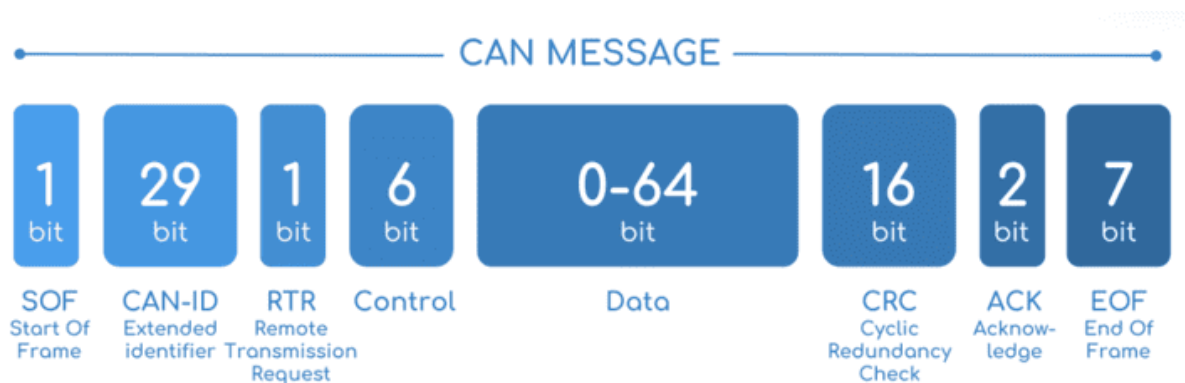 CAN MESSAGE
1 29 1 6 0-64 16 2 7
bit bit bit bit bit bit bit bit
SOF CAN-ID RTR Control Data CRC ACK EOF
Start Of Extended Remote Cyclic Acknow- End Of
Frame identifier Transmission Redundancy ledge Frame
Request Check